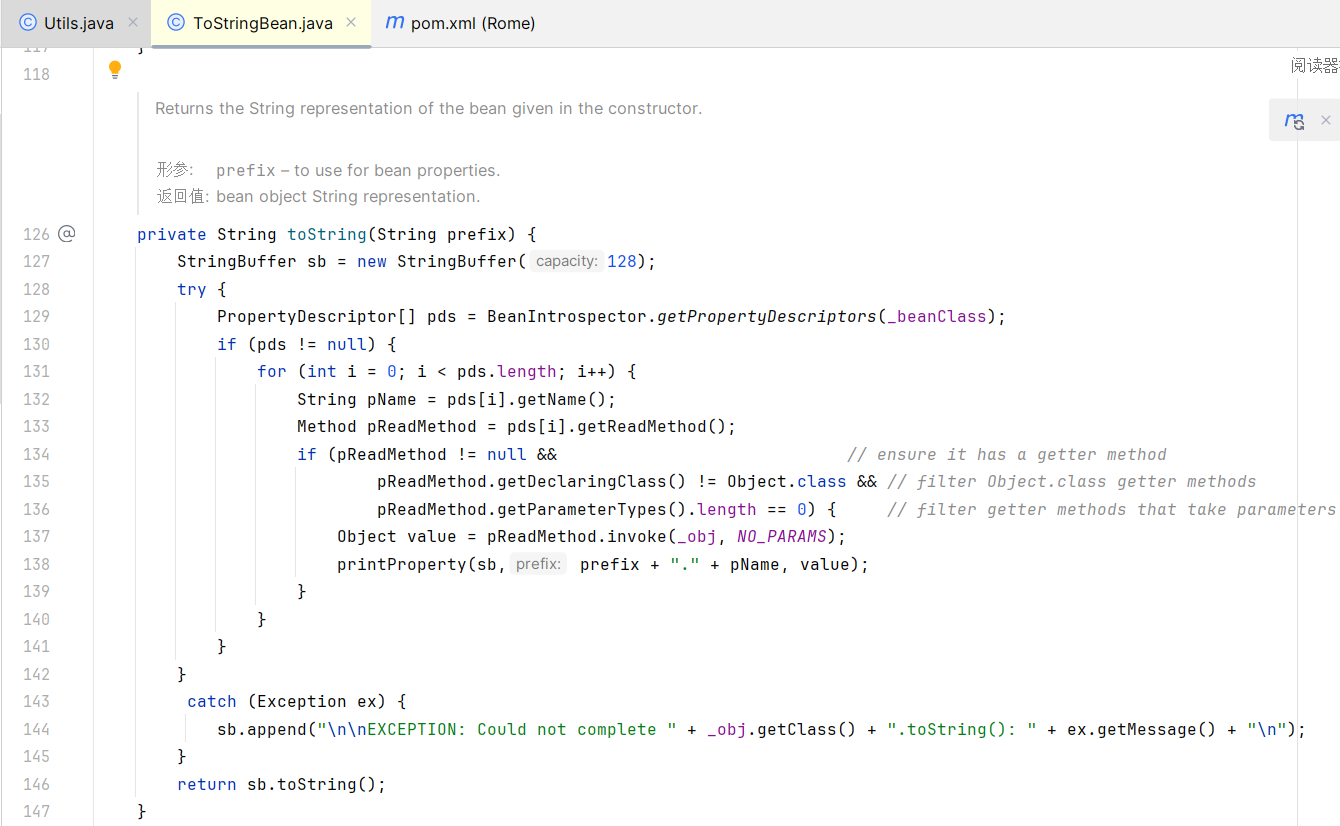 Utils.java
ToStringBean.java
pom.xml (Rome)
117 }
118
阅读器
Returns the String representation of the bean given in the constructor.
形参: prefix – to use for bean properties.
返回值: bean object String representation.
126 @ private String toString(String prefix) {
127 StringBuffer sb = new StringBuffer( capacity: 128);
128 try {
129 PropertyDescriptor[] pds = BeanIntrospector.getPropertyDescriptors(_beanClass);
130 if (pds != null) {
131 for (int i = 0; i < pds.length; i++) {
132 String pName = pds[i].getName();
133 Method pReadMethod = pds[i].getReadMethod();
134 if (pReadMethod != null && // ensure it has a getter method
135 pReadMethod.getDeclaringClass() != Object.class && // filter Object.class getter methods
136 pReadMethod.getParameterTypes().length == 0) { // filter getter methods that take parameters
137 Object value = pReadMethod.invoke(_obj, NO_PARAMS);
138 printProperty(sb, prefix: prefix + "." + pName, value);
139 }
140 }
141 }
142 }
143 catch (Exception ex) {
144 sb.append("\n\nEXCEPTION: Could not complete " + _obj.getClass() + ".toString(): " + ex.getMessage() + "\n");
145 }
146 return sb.toString();
147 }